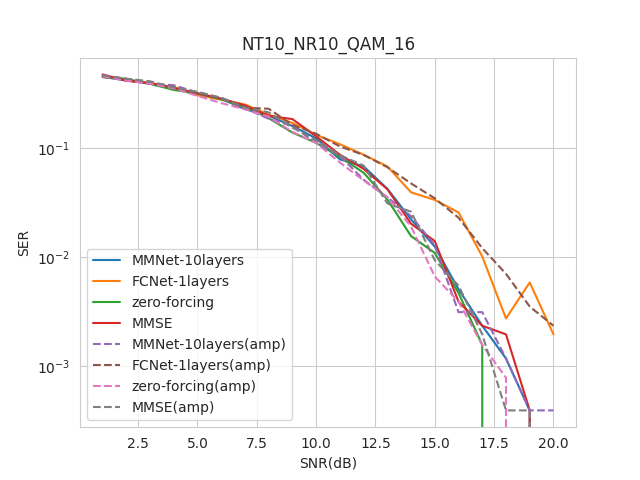 NT10_NR10_QAM_16
SER
10⁻¹
10⁻²
10⁻³
MMNet-10layers
FCNet-1layers
zero-forcing
MMSE
MMNet-10layers(amp)
FCNet-1layers(amp)
zero-forcing(amp)
MMSE(amp)
2.5 5.0 7.5 10.0 12.5 15.0 17.5 20.0
SNR(dB)